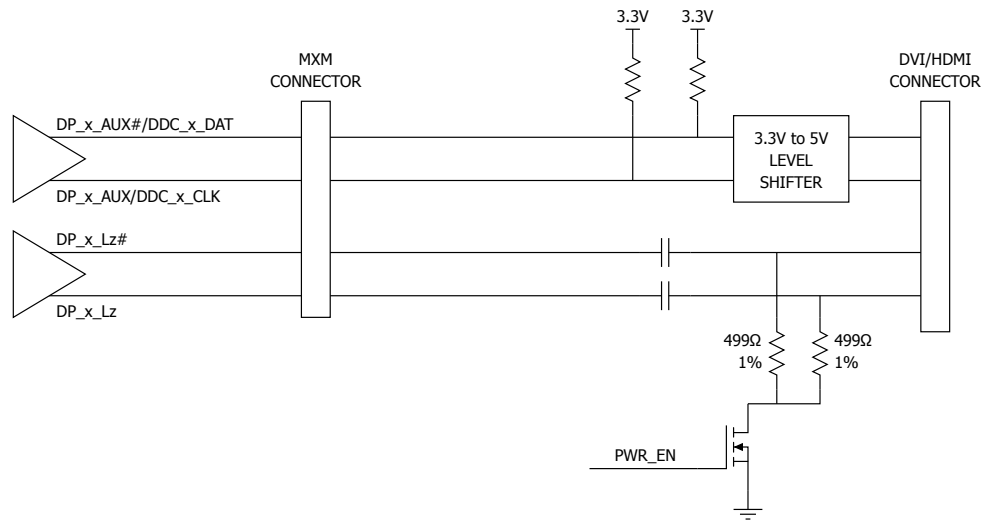 3.3V
3.3V
MXM
CONNECTOR
DVI/HDMI
CONNECTOR
DP_x_AUX#/DDC_x_DAT
3.3V to 5V
LEVEL
SHIFTER
DP_x_AUX/DDC_x_CLK
DP_x_Lz#
DP_x_Lz
499Ω
1%
499Ω
1%
PWR_EN